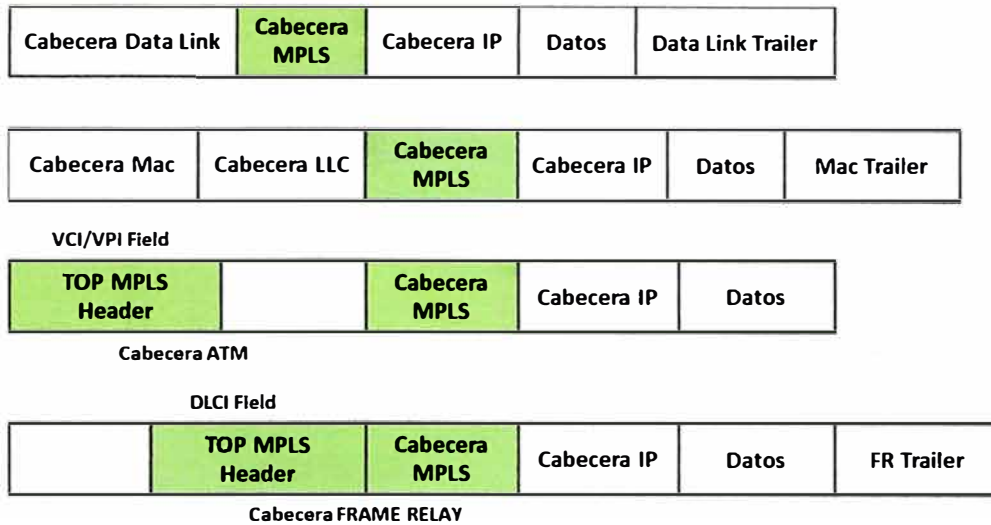 Cabecera Data Link
Cabecera
MPLS
Cabecera IP
Datos
Data Link Trailer
Cabecera Mac
Cabecera LLC
Cabecera
MPLS
Cabecera IP
Datos
Mac Trailer
VCI/VPI Field
TOP MPLS
Header
Cabecera
MPLS
Cabecera IP
Datos
Cabecera ATM
DLCI Field
TOP MPLS
Header
Cabecera
MPLS
Cabecera IP
Datos
FR Trailer
Cabecera FRAME RELAY